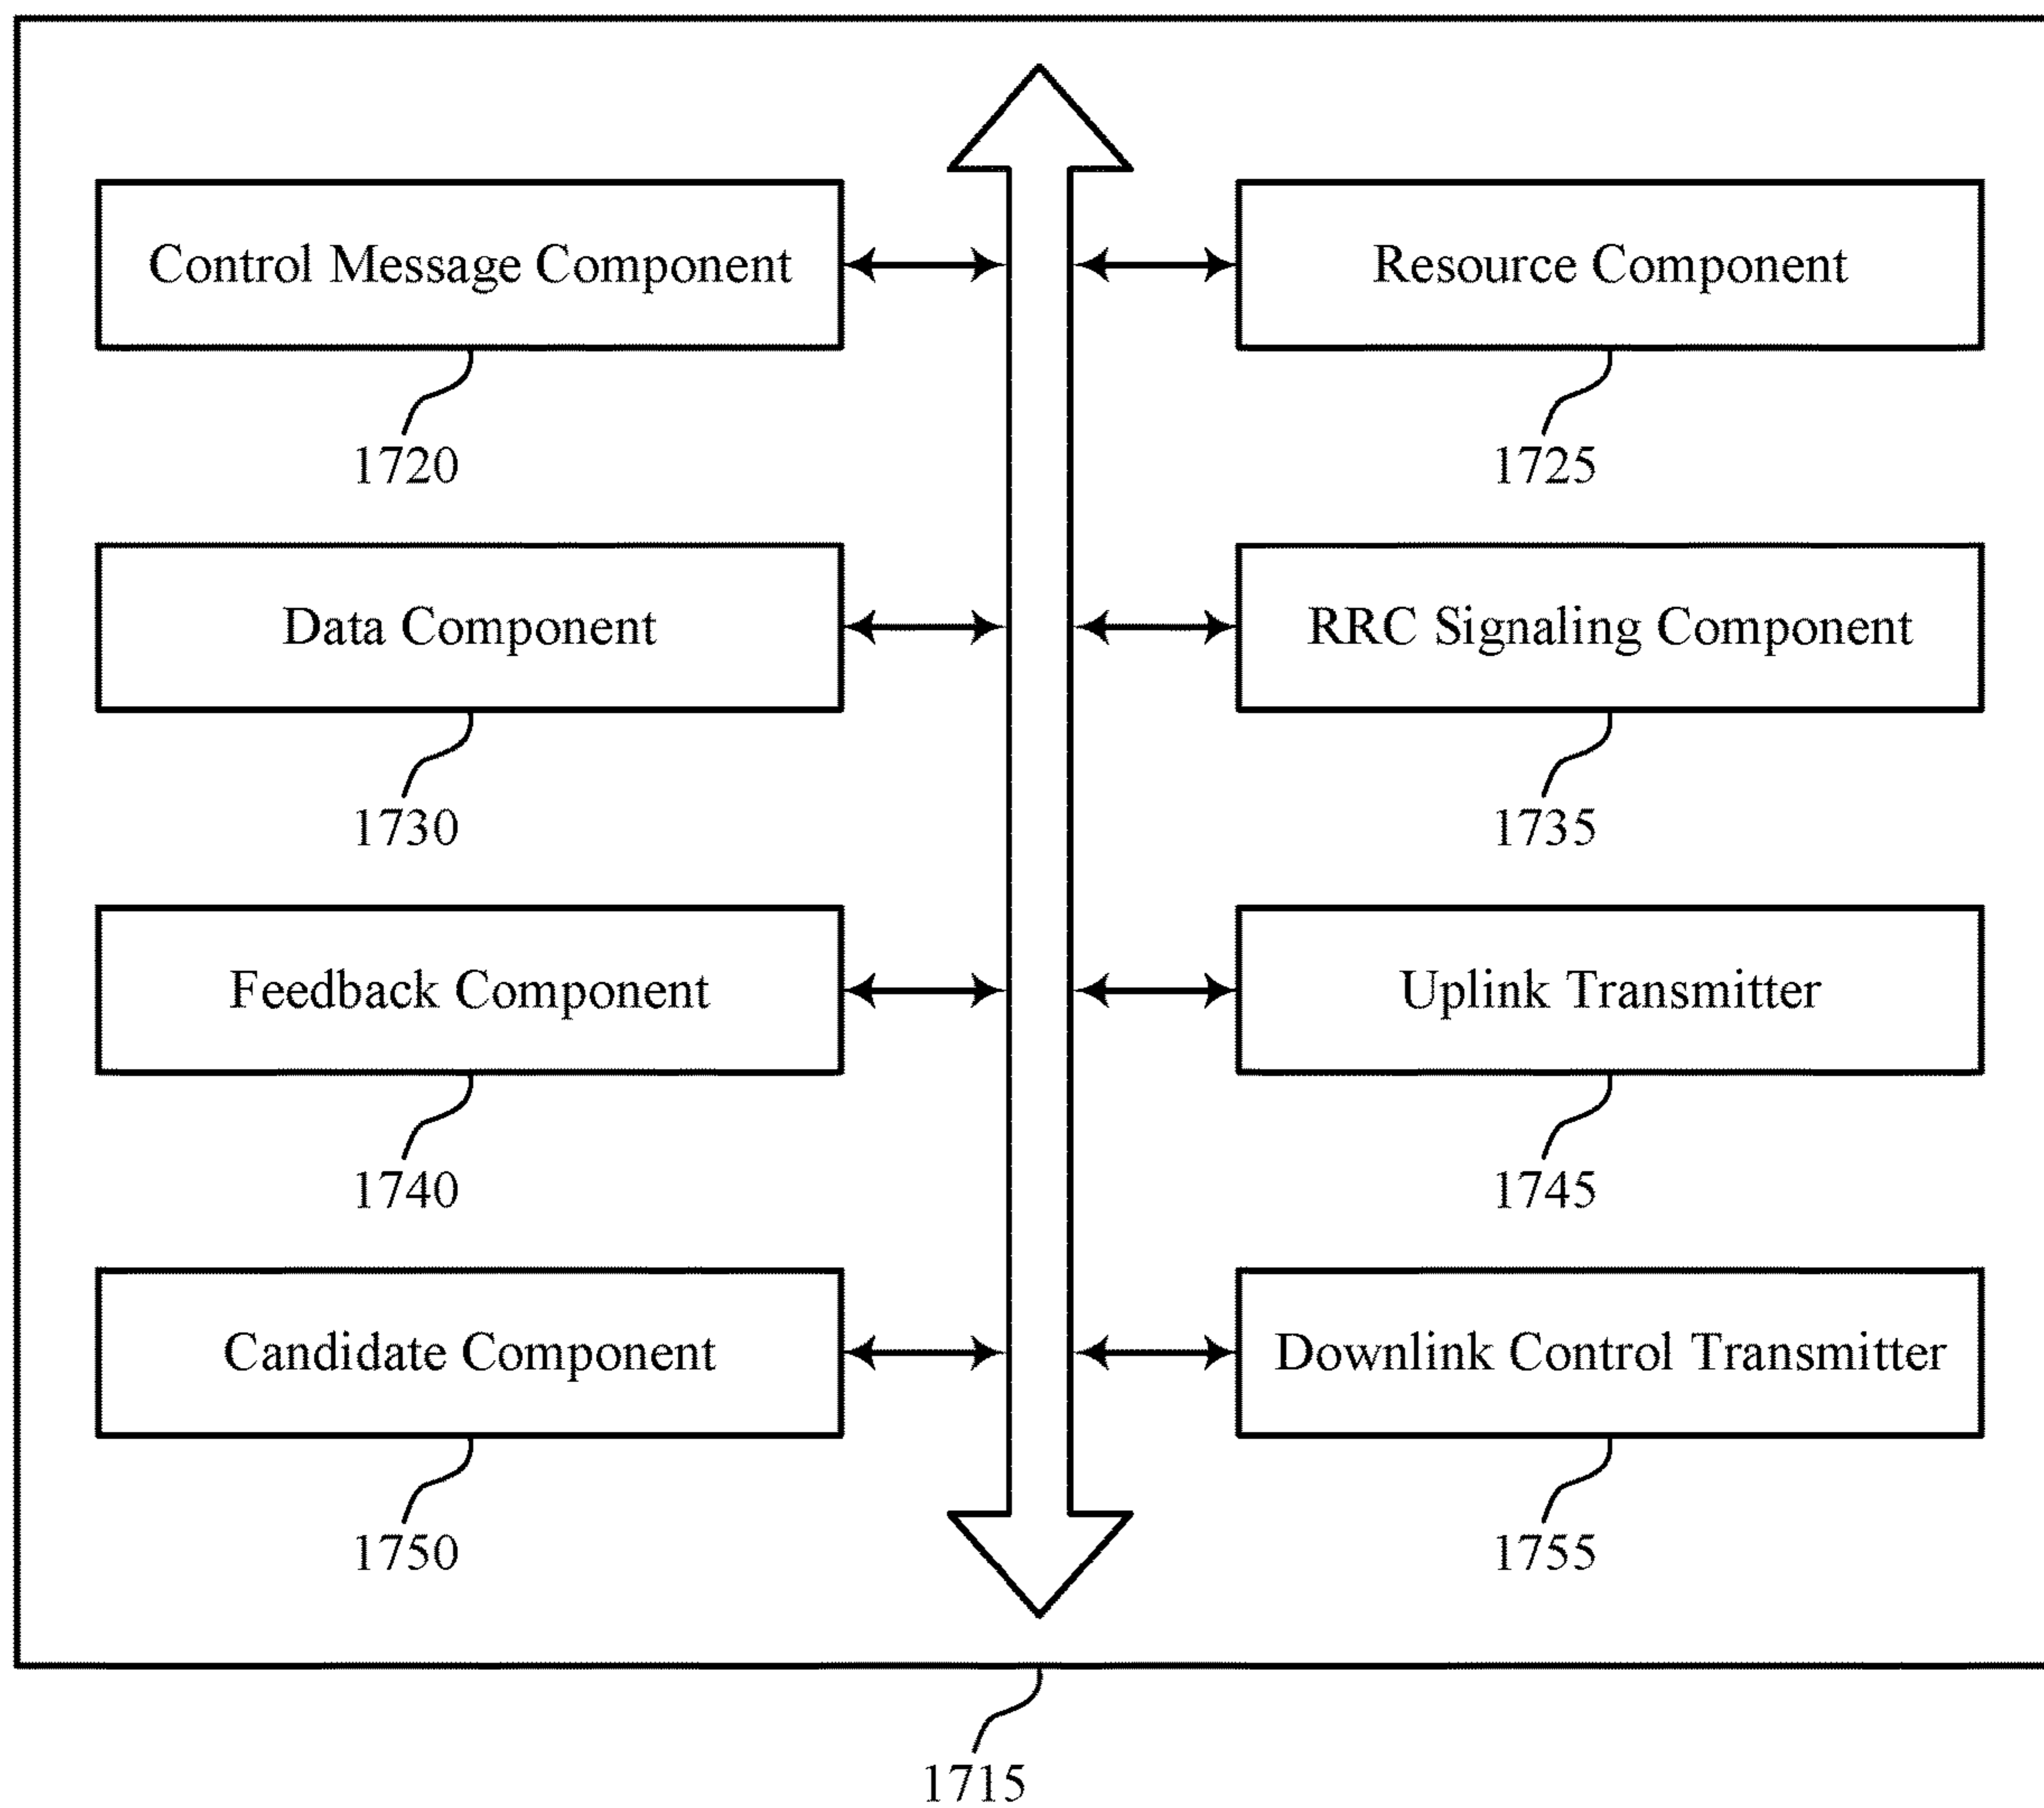 Control Message Component
Resource Component
1720
1725
Data Component
RRC Signaling Component
1730
1735
Feedback Component
Uplink Transmitter
1740
1745
Candidate Component
Downlink Control Transmitter
1750
1755
1715